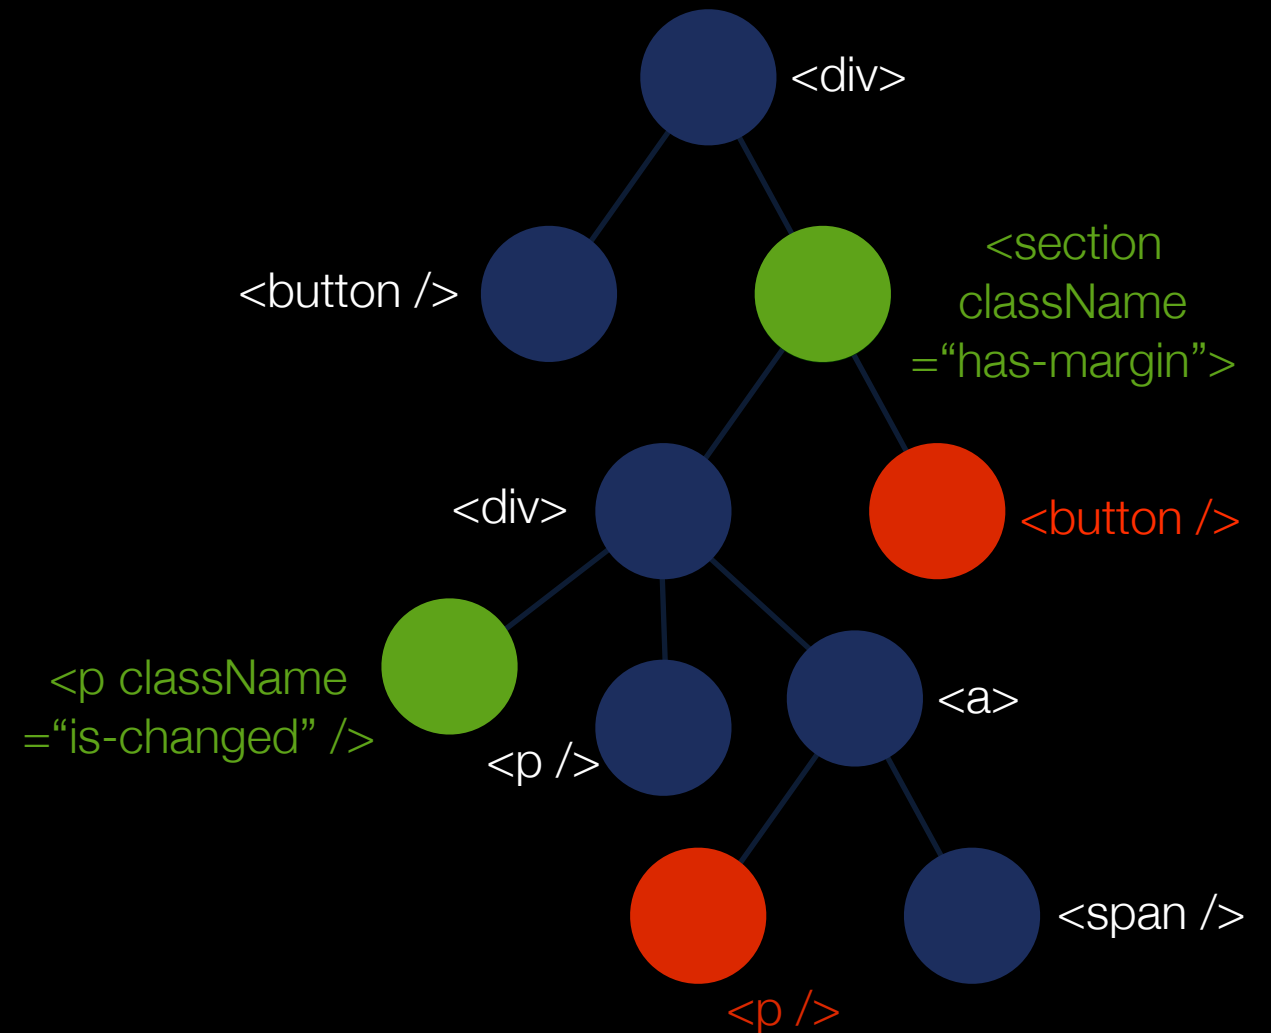 <div>
<button />
<section
className
=“has-margin”>
<div>
<button />
<p className
=“is-changed” />
<p />
<a>
<span />
<p />